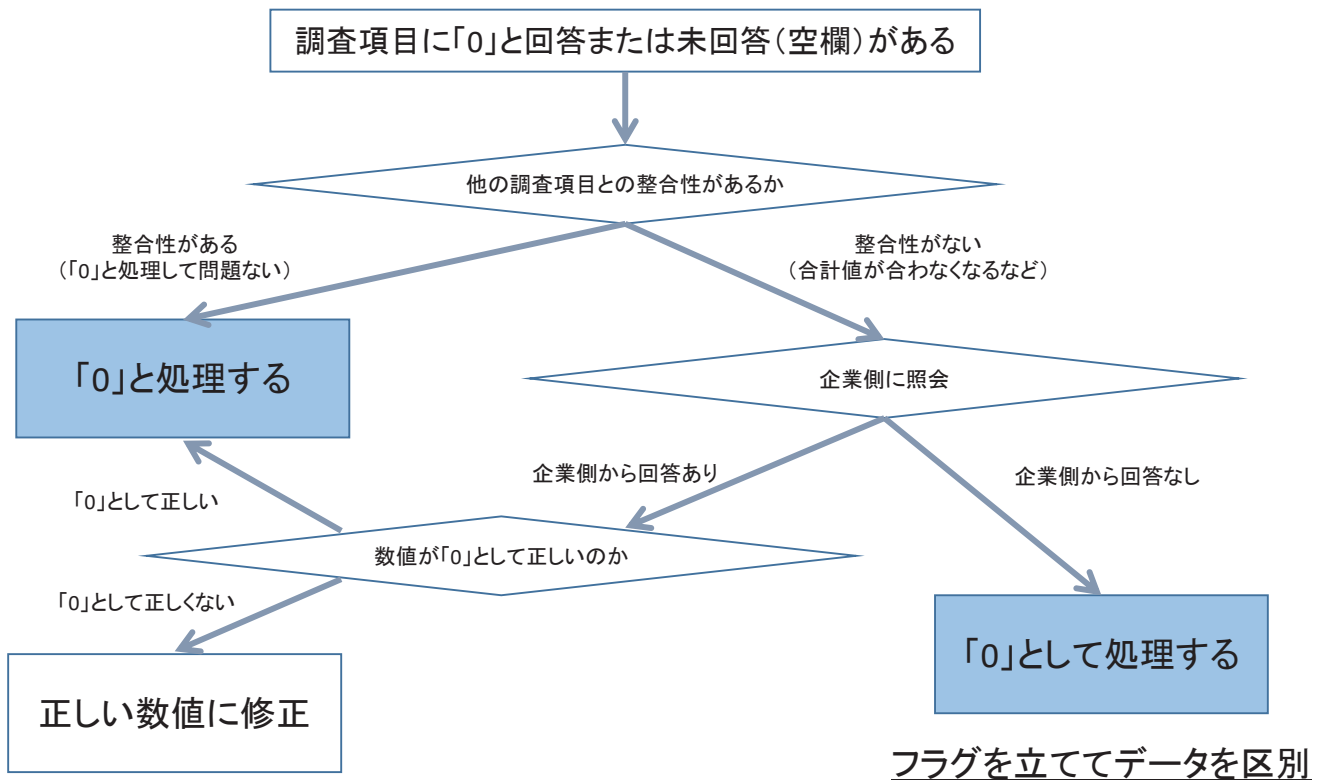 調査項目に「0」と回答または未回答（空欄）がある
他の調査項目との整合性があるか
整合性がある
（「0」と処理して問題ない）
整合性がない
（合計値が合わなくなるなど）
「0」と処理する
企業側に照会
企業側から回答あり
企業側から回答なし
「0」として正しい
数値が「0」として正しいのか
「0」として正しくない
「0」として処理する
正しい数値に修正
フラグを立ててデータを区別